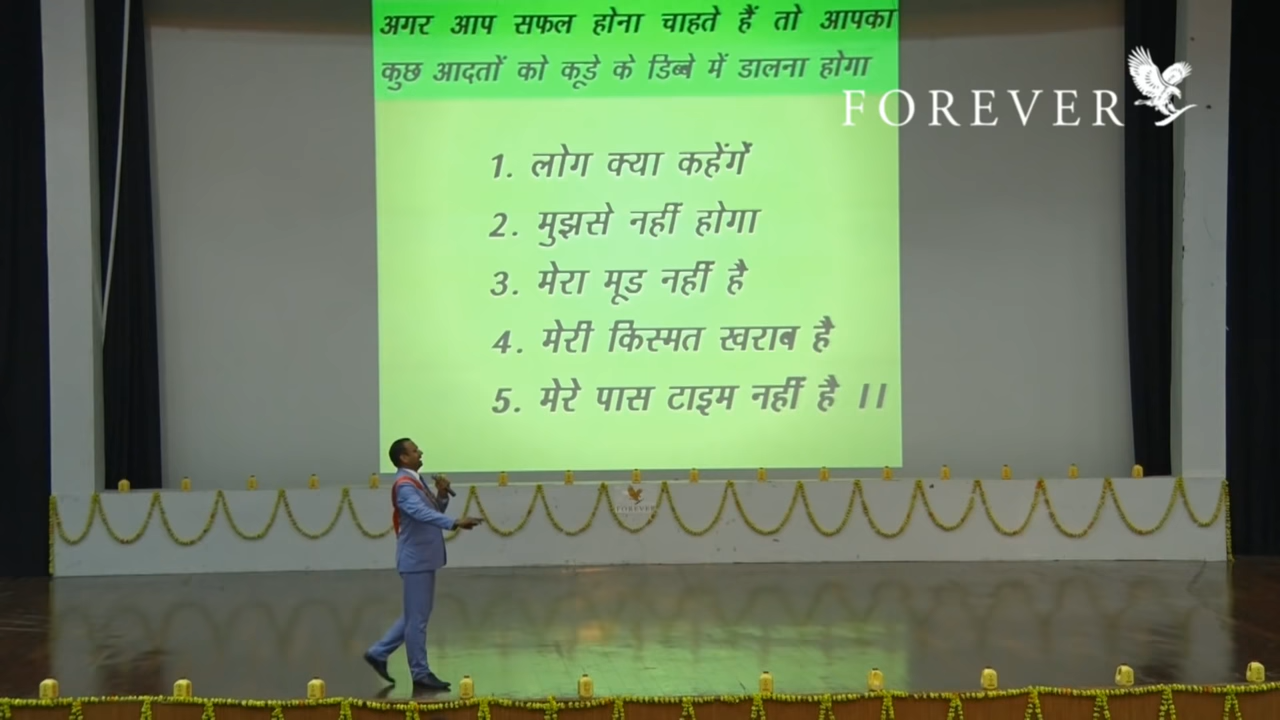 अगर आप सफल होना चाहते हैं तो आपका
कुछ आदतों को कूड़े के डिब्बे में डालना होगा
FOREVER
1. लोग क्या कहेंगें
2. मुझसे नहीं होगा
3. मेरा मूड नहीं है
4. मेरी किस्मत खराब है
5. मेरे पास टाइम नहीं है ।।
FOREVER